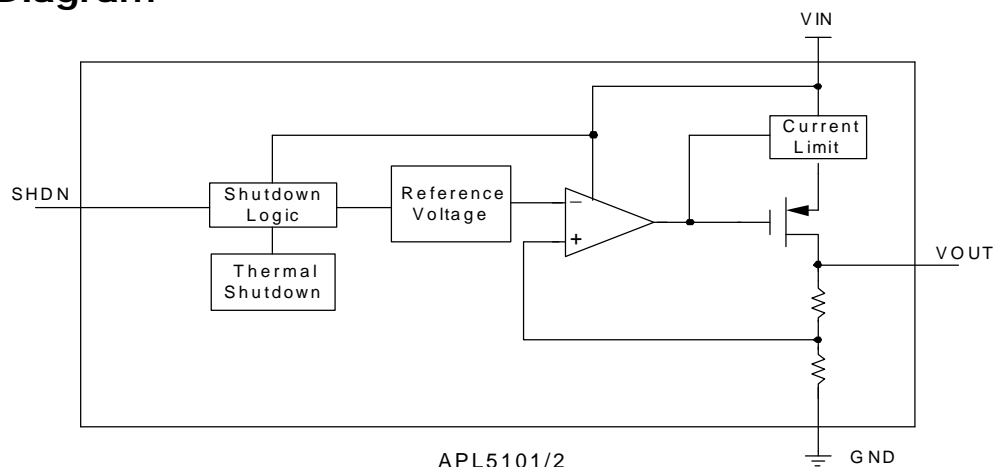 Diagram
VIN
Current
Limit
SHDN
Shutdown
Logic
Reference
Voltage
−
+
Thermal
Shutdown
VOUT
GND
APL5101/2